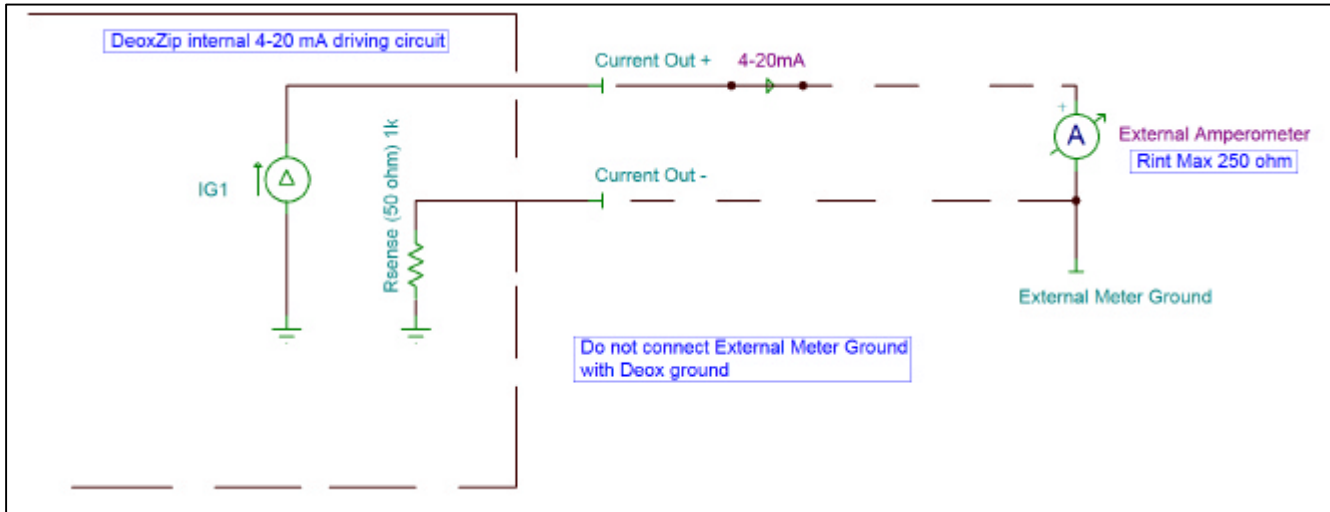 DeoxZip internal 4-20 mA driving circuit
Current Out +
4-20mA
+
A
External Amperometer
Rint Max 250 ohm
IG1
Rsense (50 ohm) 1k
Current Out -
External Meter Ground
Do not connect External Meter Ground
with Deox ground